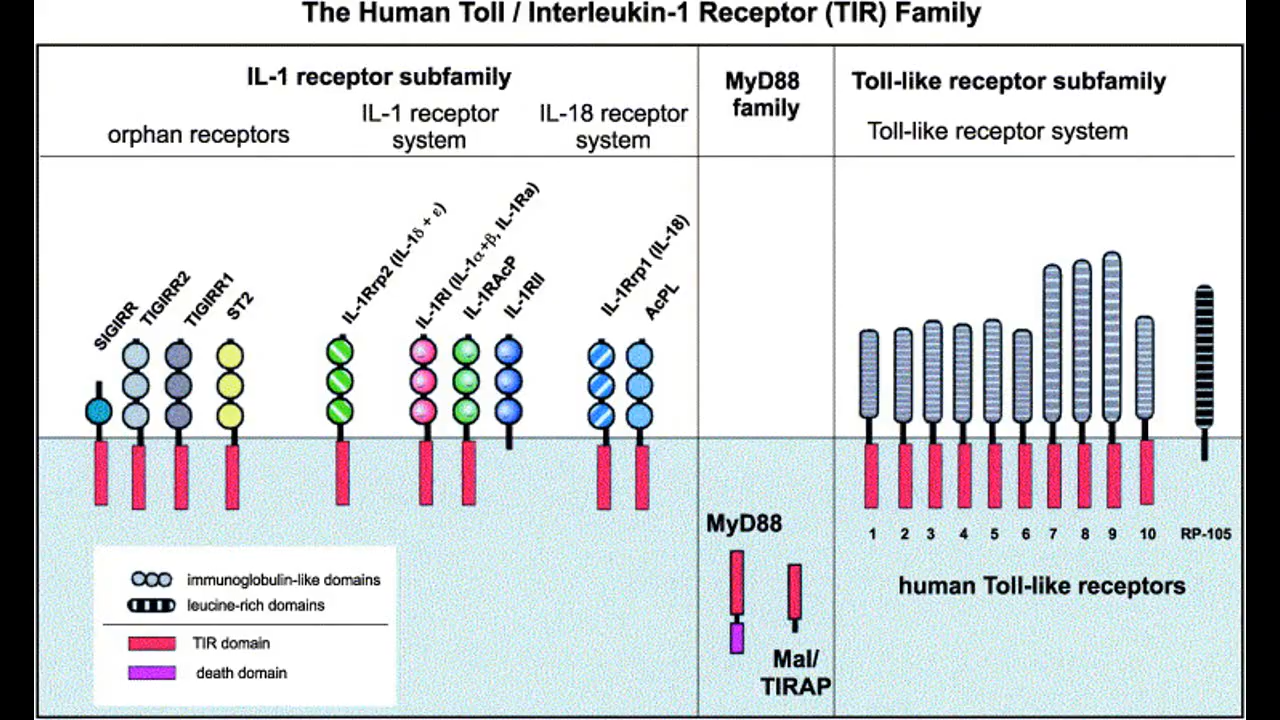 The Human Toll / Interleukin-1 Receptor (TIR) Family
IL-1 receptor subfamily
orphan receptors
IL-1 receptor
system
IL-18 receptor
system
MyD88
family
Toll-like receptor subfamily
Toll-like receptor system
SIGIRR
TIGIRR2
TIGIRR1
ST2
IL-1Rrp2 (IL-1δ + ε)
IL-1RI (IL-1α+β, IL-1Ra)
IL-1RAcP
IL-1RII
IL-1Rrp1 (IL-18)
AcPL
MyD88
Mal/
TIRAP
1 2 3 4 5 6 7 8 9 10 RP-105
human Toll-like receptors
immunoglobulin-like domains
leucine-rich domains
TIR domain
death domain